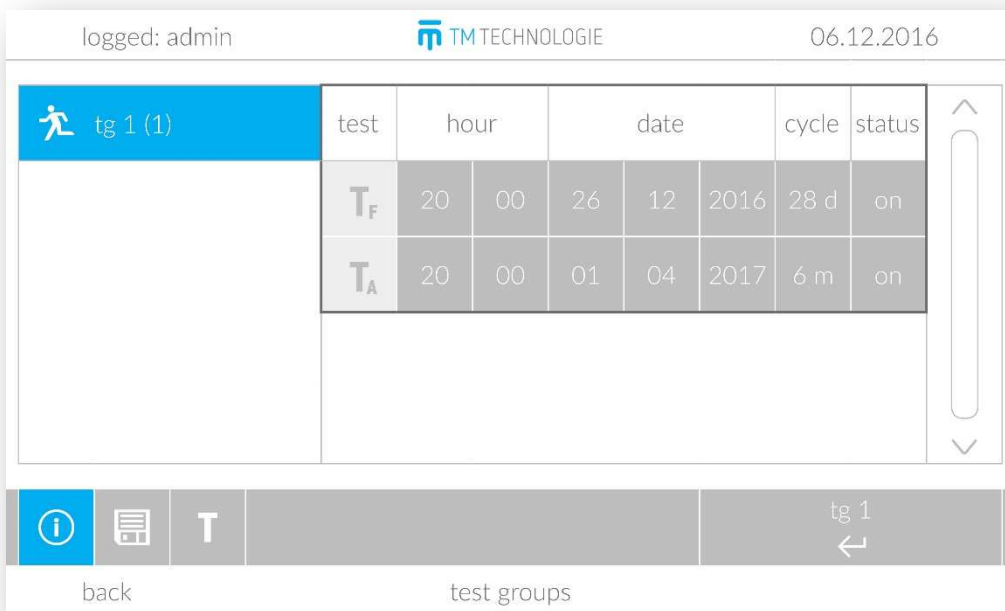 logged: admin TM TECHNOLOGIE 06.12.2016
tg 1 (1)
test hour date cycle status
TF 20 00 26 12 2016 28 d on
TA 20 00 01 04 2017 6 m on
T
tg 1
back test groups